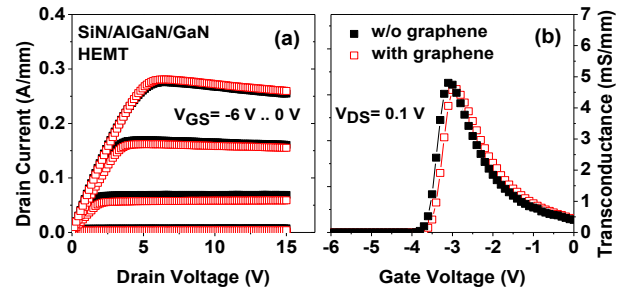 SiN/AlGaN/GaN
HEMT
(a)
V_GS= -6 V .. 0 V
0.4
0.3
0.2
0.1
0.0
Drain Current (A/mm)
0 5 10 15
Drain Voltage (V)
w/o graphene
with graphene
(b)
V_DS= 0.1 V
-6 -5 -4 -3 -2 -1 0
Gate Voltage (V)
7
6
5
4
3
2
1
0
Transconductance (mS/mm)